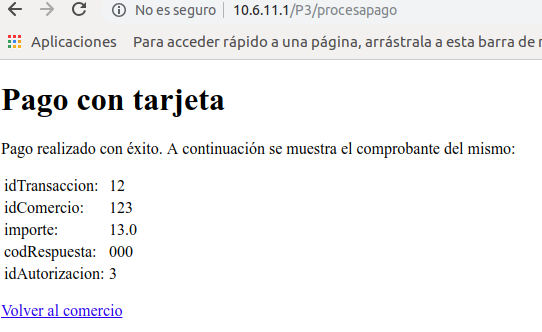 No es seguro | 10.6.11.1/P3/procesapago
Aplicaciones Para acceder rápido a una página, arrástrala a esta barra de
Pago con tarjeta
Pago realizado con éxito. A continuación se muestra el comprobante del mismo:
idTransaccion: 12
idComercio: 123
importe: 13.0
codRespuesta: 000
idAutorizacion: 3
Volver al comercio